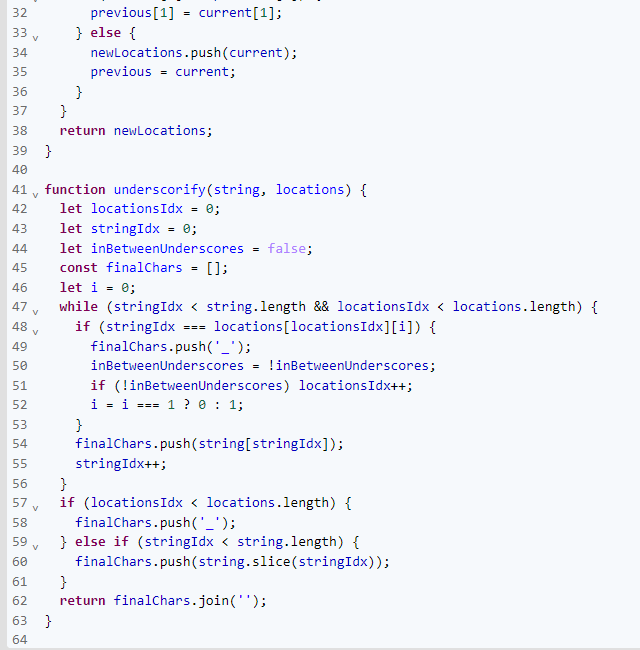 32 previous[1] = current[1];
33 } else {
34 newLocations.push(current);
35 previous = current;
36 }
37 }
38 return newLocations;
39 }
40
41 function underscorify(string, locations) {
42 let locationsIdx = 0;
43 let stringIdx = 0;
44 let inBetweenUnderscores = false;
45 const finalChars = [];
46 let i = 0;
47 while (stringIdx < string.length && locationsIdx < locations.length) {
48 if (stringIdx === locations[locationsIdx][i]) {
49 finalChars.push('_');
50 inBetweenUnderscores = !inBetweenUnderscores;
51 if (!inBetweenUnderscores) locationsIdx++;
52 i = i === 1 ? 0 : 1;
53 }
54 finalChars.push(string[stringIdx]);
55 stringIdx++;
56 }
57 if (locationsIdx < locations.length) {
58 finalChars.push('_');
59 } else if (stringIdx < string.length) {
60 finalChars.push(string.slice(stringIdx));
61 }
62 return finalChars.join('');
63 }
64